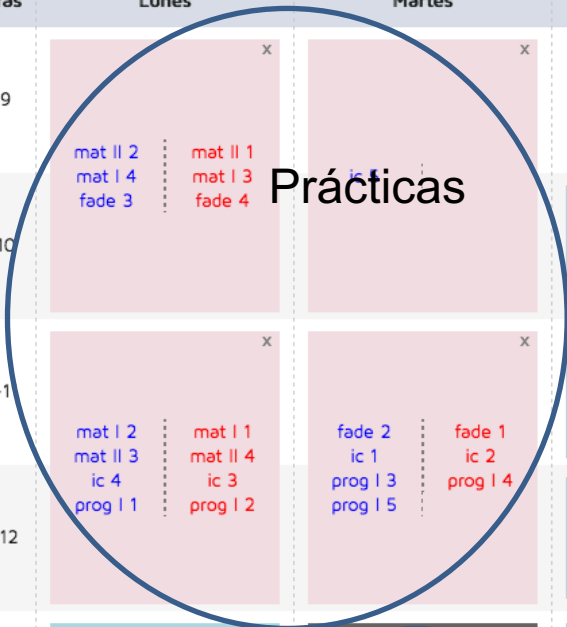 Lunes Martes
9
x x
mat II 2 mat II 1
mat I 4 mat I 3
fade 3 fade 4
Prácticas
10
x x
mat I 2 mat I 1 fade 2 fade 1
mat II 3 mat II 4 ic 1 ic 2
ic 4 ic 3 prog I 3 prog I 4
prog I 1 prog I 2 prog I 5
12